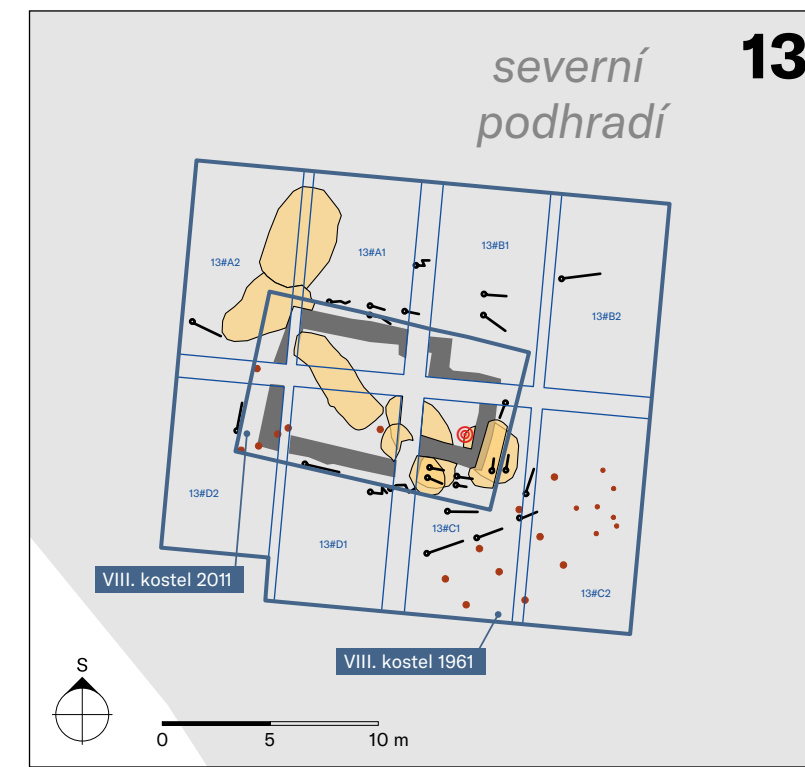 severní
podhradí
13
13#A2
13#A1
13#B1
13#B2
13#D2
13#D1
13#C1
13#C2
VIII. kostel 2011
VIII. kostel 1961
S
0 5 10 m